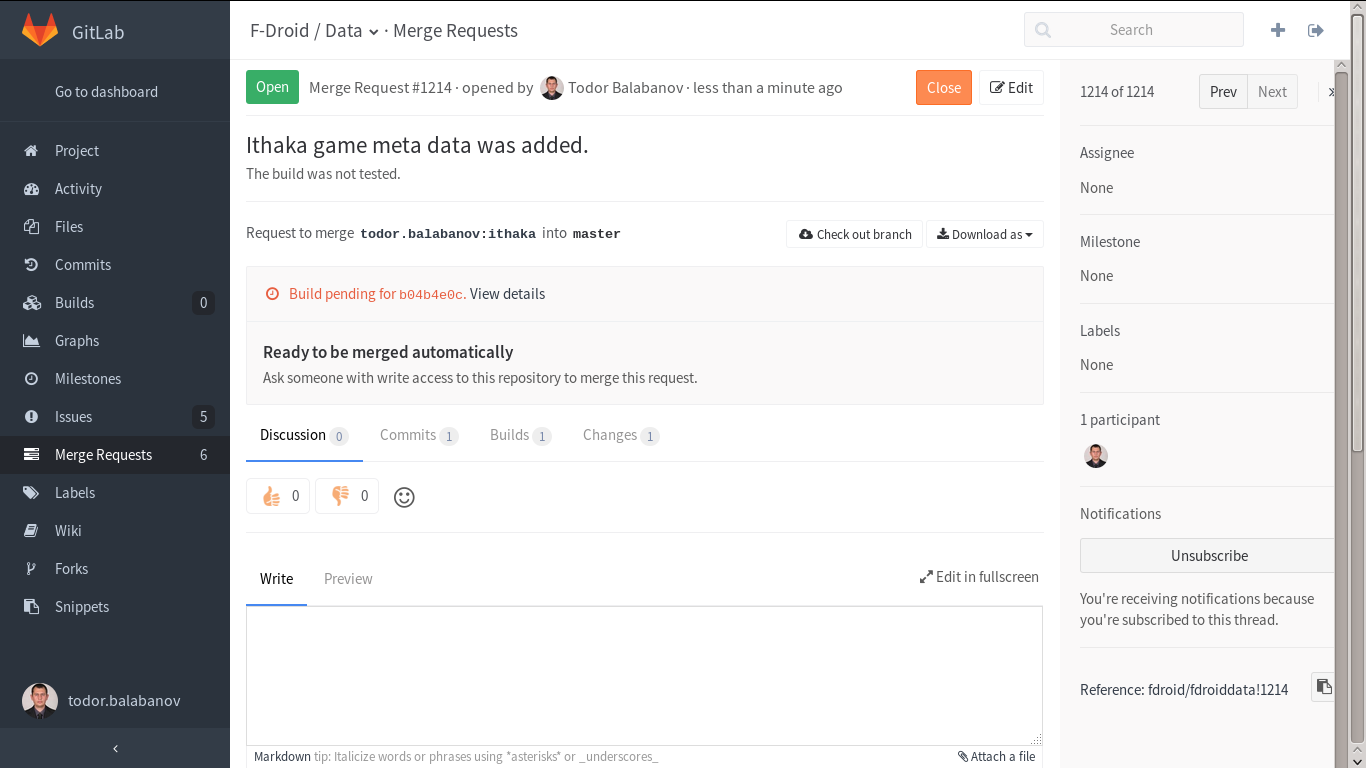 GitLab
Go to dashboard
Project
Activity
Files
Commits
Builds 0
Graphs
Milestones
Issues 5
Merge Requests 6
Labels
Wiki
Forks
Snippets
todor.balabanov
F-Droid / Data · Merge Requests
Search
Open Merge Request #1214 · opened by Todor Balabanov · less than a minute ago Close Edit
Ithaka game meta data was added.
The build was not tested.
Request to merge todor.balabanov:ithaka into master Check out branch Download as
Build pending for b04b4e0c. View details
Ready to be merged automatically
Ask someone with write access to this repository to merge this request.
Discussion 0 Commits 1 Builds 1 Changes 1
0 0
Write Preview Edit in fullscreen
Markdown tip: Italicize words or phrases using *asterisks* or _underscores_ Attach a file
1214 of 1214 Prev Next »
Assignee
None
Milestone
None
Labels
None
1 participant
Notifications
Unsubscribe
You're receiving notifications because
you're subscribed to this thread.
Reference: fdroid/fdroiddata!1214